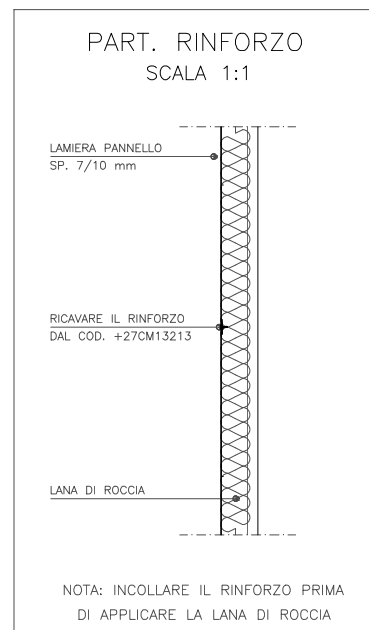 PART. RINFORZO
SCALA 1:1
LAMIERA PANNELLO
SP. 7/10 mm
RICAVARE IL RINFORZO
DAL COD. +27CM13213
LANA DI ROCCIA
NOTA: INCOLLARE IL RINFORZO PRIMA
DI APPLICARE LA LANA DI ROCCIA